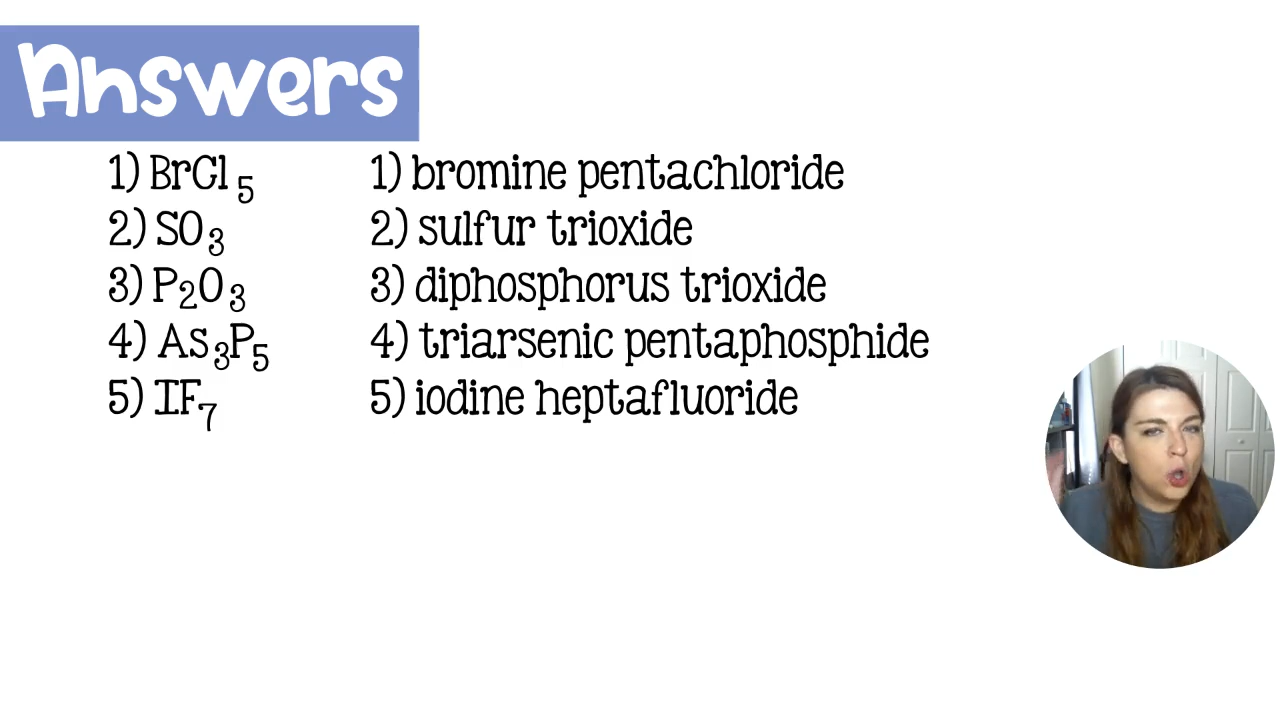 Answers
1) BrCl₅ 1) bromine pentachloride
2) SO₃ 2) sulfur trioxide
3) P₂O₃ 3) diphosphorus trioxide
4) As₃P₅ 4) triarsenic pentaphosphide
5) IF₇ 5) iodine heptafluoride